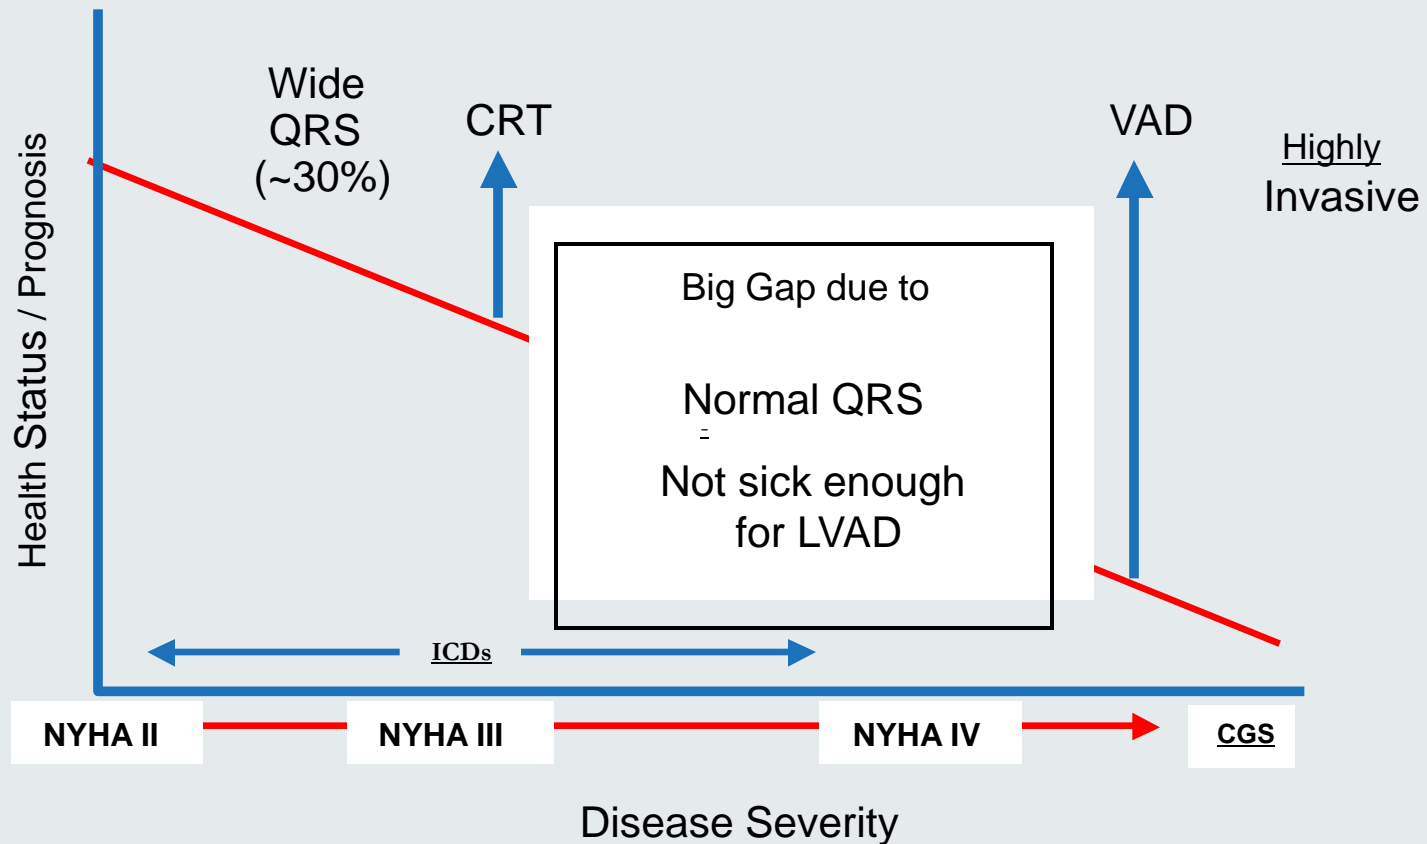 Health Status / Prognosis
Wide
QRS
(~30%)
CRT
VAD
Highly
Invasive
Big Gap due to
Normal QRS
-
Not sick enough
for LVAD
ICDs
NYHA II
NYHA III
NYHA IV
CGS
Disease Severity